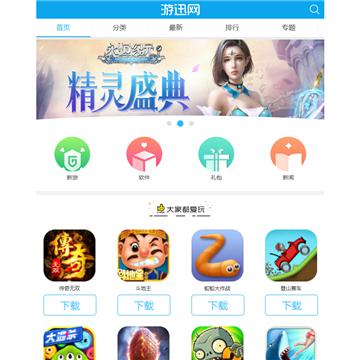 游迅网
首页 分类 最新 排行 专题
精灵盛典
新游 软件 礼包 新闻
大家都爱玩
传奇
传奇无双 斗地主 蛇蛇大作战 登山赛车
下载 下载 下载 下载